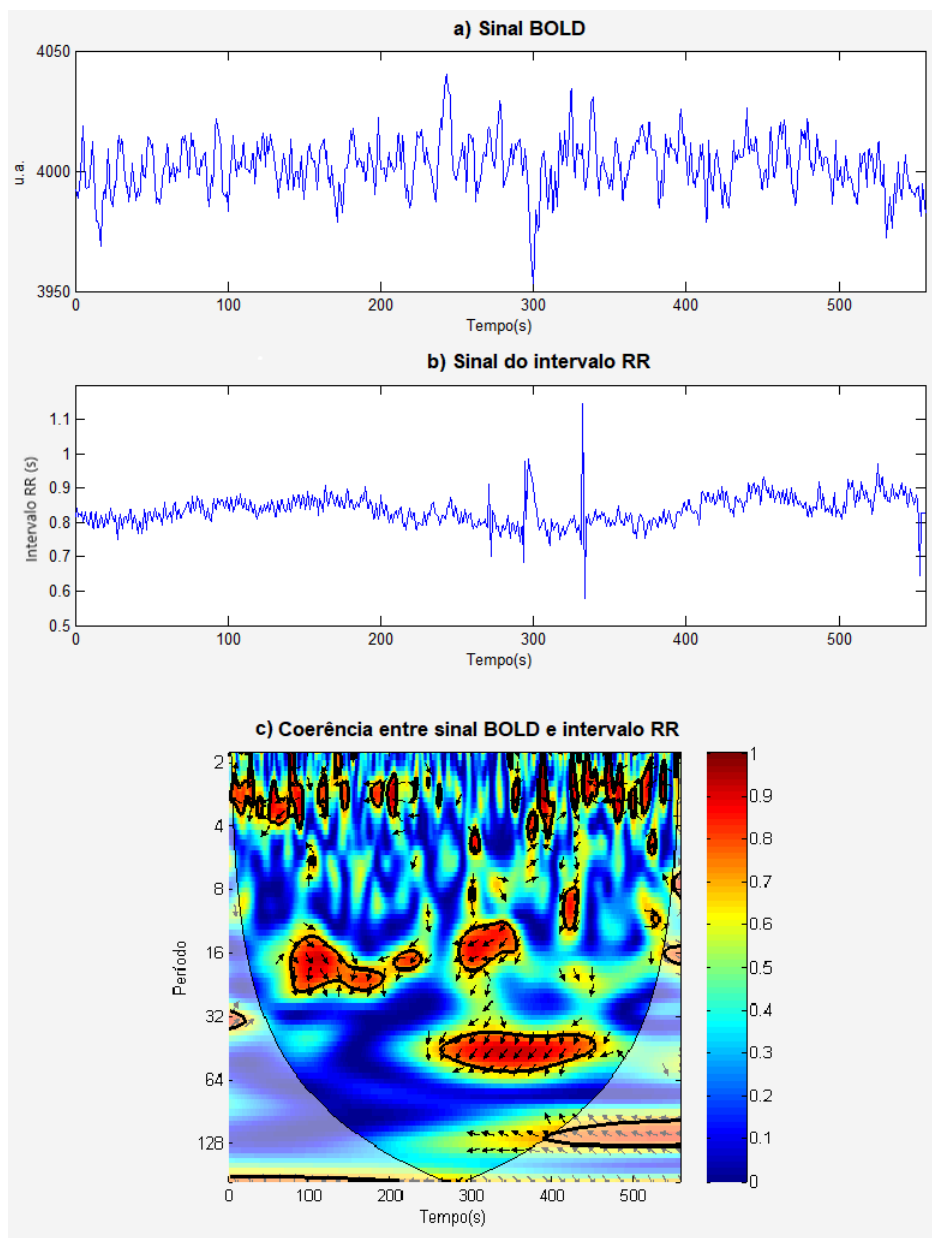 a) Sinal BOLD
4050
4000
3950
u.a.
0 100 200 300 400 500
Tempo(s)
b) Sinal do intervalo RR
1.1
1
0.9
0.8
0.7
0.6
0.5
Intervalo RR (s)
0 100 200 300 400 500
Tempo(s)
c) Coerência entre sinal BOLD e intervalo RR
2
4
8
16
32
64
128
Período
0 100 200 300 400 500
Tempo(s)
1
0.9
0.8
0.7
0.6
0.5
0.4
0.3
0.2
0.1
0